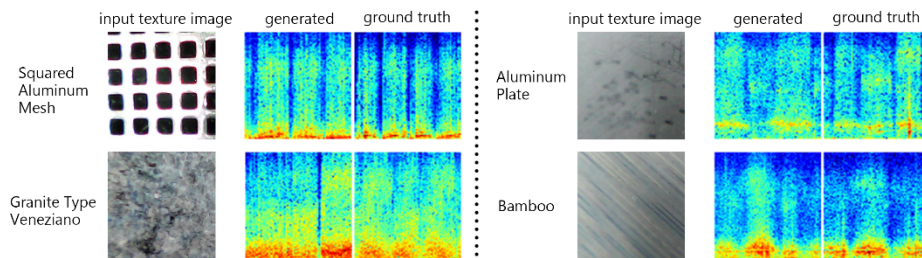 input texture image generated ground truth
Squared
Aluminum
Mesh
Granite Type
Veneziano
input texture image generated ground truth
Aluminum
Plate
Bamboo